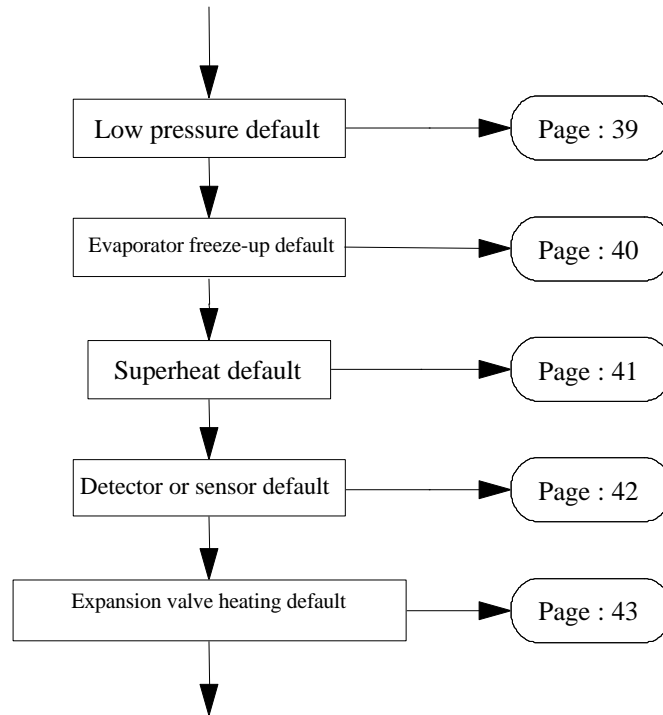 Low pressure default
Page : 39
Evaporator freeze-up default
Page : 40
Superheat default
Page : 41
Detector or sensor default
Page : 42
Expansion valve heating default
Page : 43